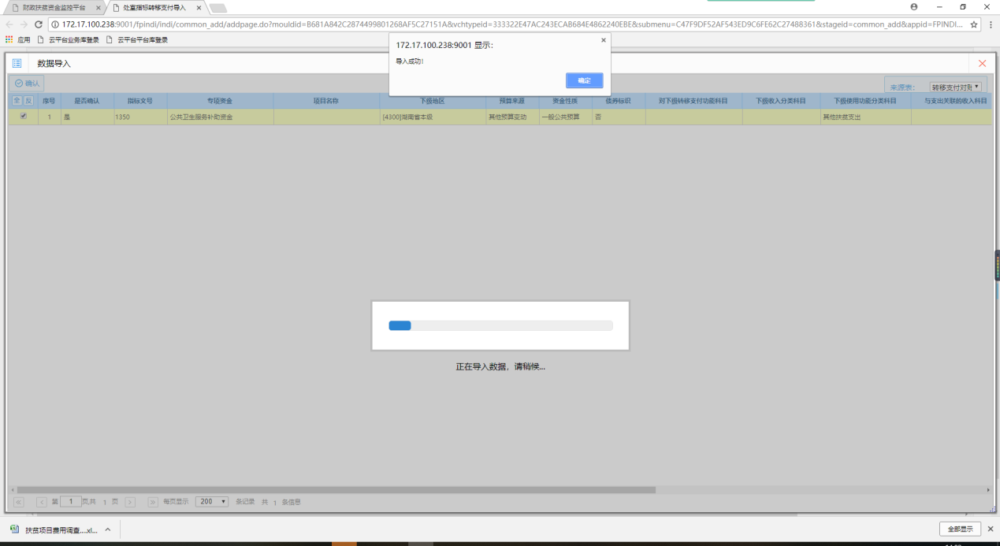 财政扶贫资金监控平台 处室指标转移支付导入
172.17.100.238:9001/fpindi/indi/common_add/addpage.do?mouldid=B681A842C2874499801268AF5C27151A&vchtypeid=333322E47AC243ECAB684E4862240EBE&submenu=C47F9DF52AF543ED9C6FE62C27488361&stageid=common_add&appid=FPINDI...
应用 云平台业务库登录 云平台平台库登录
172.17.100.238:9001 显示:
导入成功!
确定
数据导入
确认 来源表: 转移支付对账
全 反 序号 是否确认 指标文号 专项资金 项目名称 下级地区 预算来源 资金性质 债券标识 对下级转移支付功能科目 下级收入分类科目 下级使用功能分类科目 与支出关联的收入科目
1 是 1350 公共卫生服务补助资金 [4300]湖南省本级 其他预算变动 一般公共预算 否 其他扶贫支出
正在导入数据，请稍候...
第 1 页,共 1 页 每页显示 200 条记录 共 1 条信息
扶贫项目费用调查....xl... 全部显示